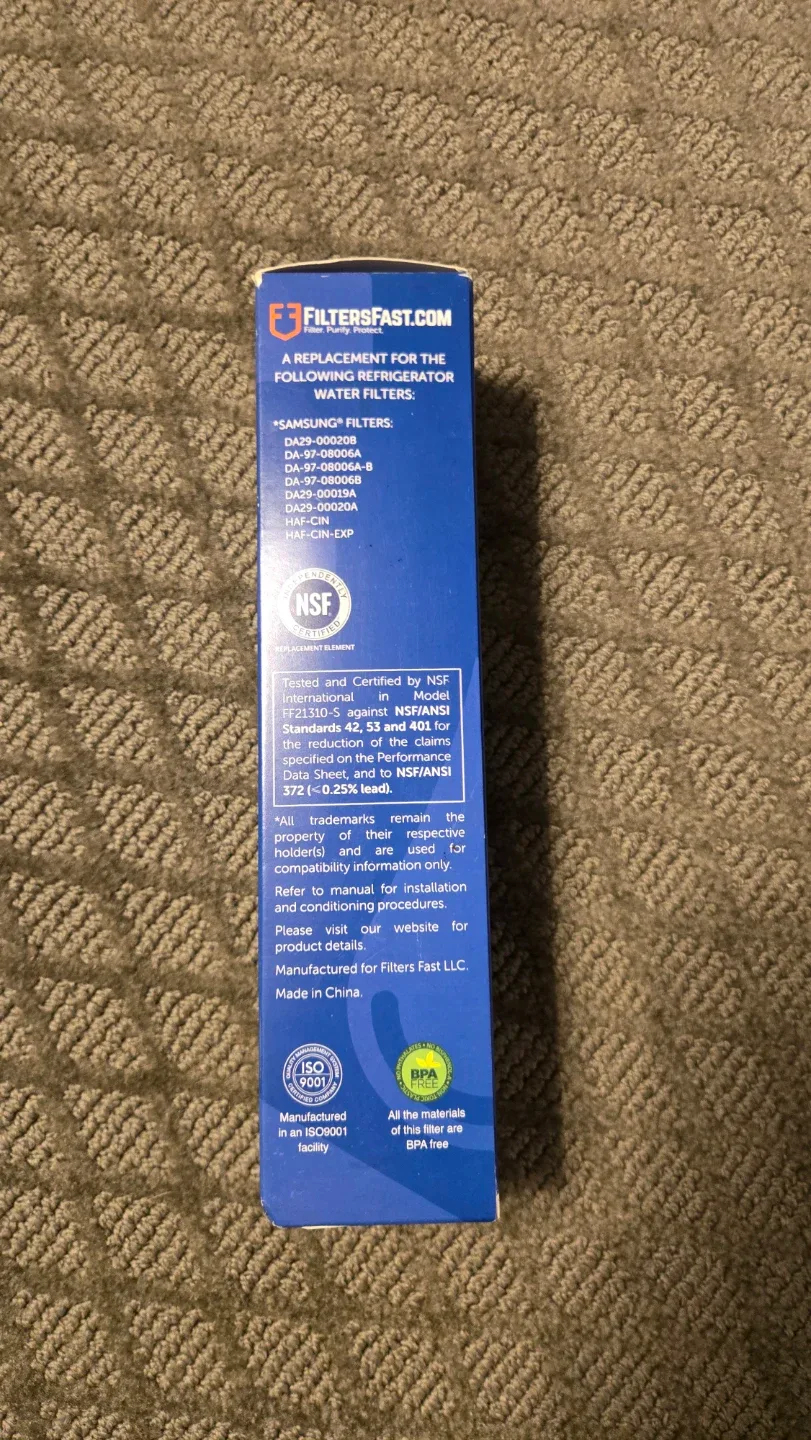 FILTERSFAST.COM
Filter. Purify. Protect.
A REPLACEMENT FOR THE
FOLLOWING REFRIGERATOR
WATER FILTERS:
*SAMSUNG® FILTERS:
DA29-00020B
DA-97-08006A
DA-97-08006A-B
DA-97-08006B
DA29-00019A
DA29-00020A
HAF-CIN
HAF-CIN-EXP
INDEPENDENTLY
NSF
CERTIFIED
REPLACEMENT ELEMENT
Tested and Certified by NSF
International in Model
FF21310-S against NSF/ANSI
Standards 42, 53 and 401 for
the reduction of the claims
specified on the Performance
Data Sheet, and to NSF/ANSI
372 (<0.25% lead).
*All trademarks remain the
property of their respective
holder(s) and are used for
compatibility information only.
Refer to manual for installation
and conditioning procedures.
Please visit our website for
product details.
Manufactured for Filters Fast LLC.
Made in China.
QUALITY MANAGEMENT SYSTEM
ISO
9001
CERTIFIED COMPANY
Manufactured
in an ISO9001
facility
BPA
FREE
All the materials
of this filter are
BPA free